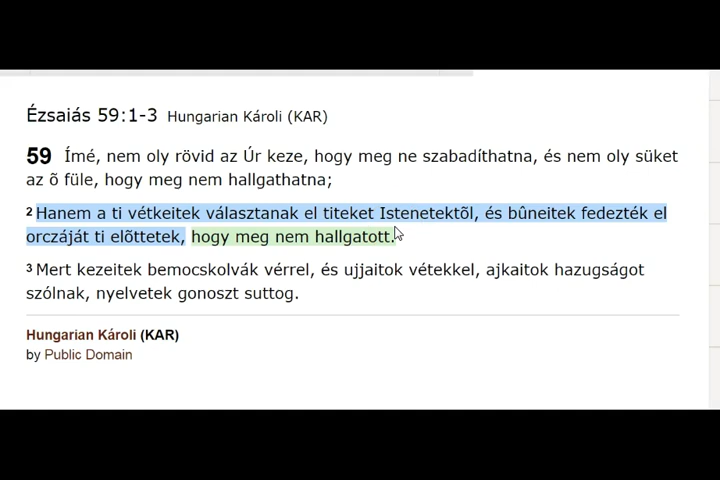 Ézsaiás 59:1-3 Hungarian Károli (KAR)
59 Ímé, nem oly rövid az Úr keze, hogy meg ne szabadíthatna, és nem oly süket
az õ füle, hogy meg nem hallgathatna;
2 Hanem a ti vétkeitek választanak el titeket Istenetektõl, és bûneitek fedezték el
orczáját ti elõttetek, hogy meg nem hallgatott.
3 Mert kezeitek bemocskolvák vérrel, és ujjaitok vétekkel, ajkaitok hazugságot
szólnak, nyelvetek gonoszt suttog.
Hungarian Károli (KAR)
by Public Domain